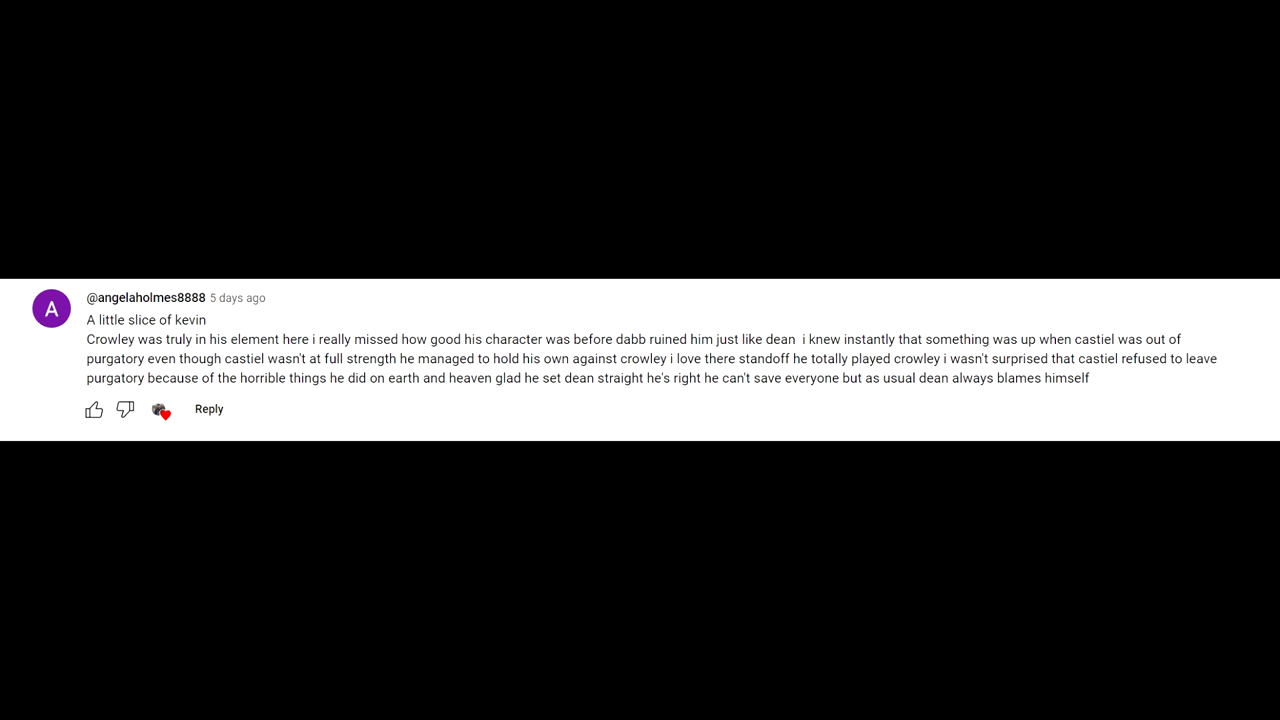 A
@angelaholmes8888 5 days ago
A little slice of kevin
Crowley was truly in his element here i really missed how good his character was before dabb ruined him just like dean  i knew instantly that something was up when castiel was out of
purgatory even though castiel wasn't at full strength he managed to hold his own against crowley i love there standoff he totally played crowley i wasn't surprised that castiel refused to leave
purgatory because of the horrible things he did on earth and heaven glad he set dean straight he's right he can't save everyone but as usual dean always blames himself
Reply